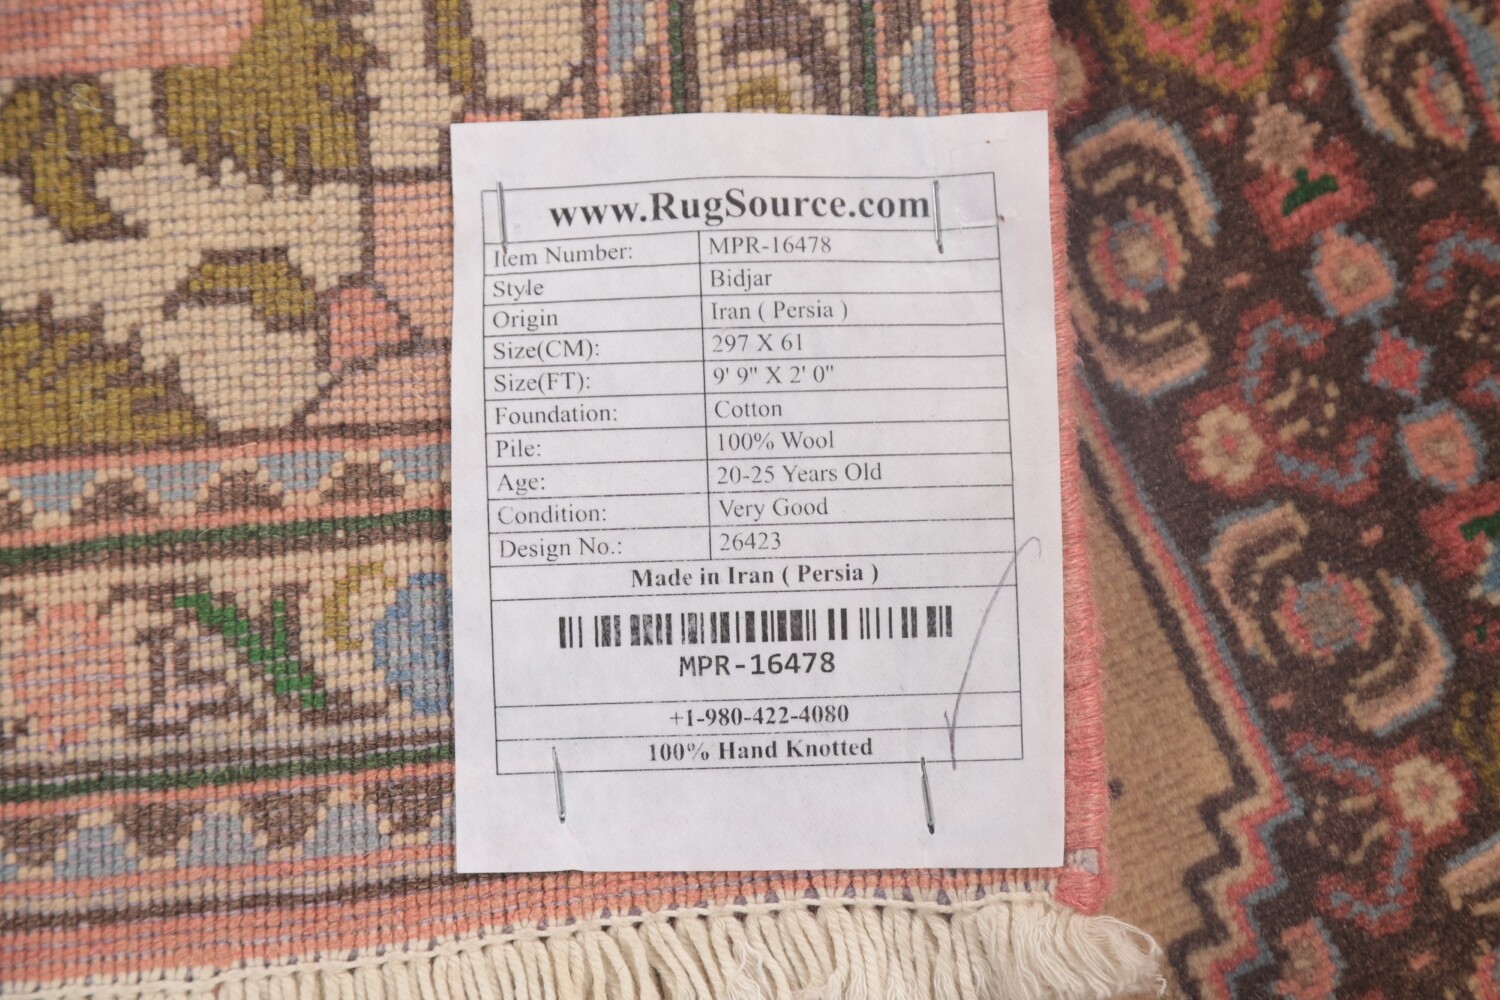 www.RugSource.com
Item Number: MPR-16478
Style Bidjar
Origin Iran ( Persia )
Size(CM): 297 X 61
Size(FT): 9' 9" X 2' 0"
Foundation: Cotton
Pile: 100% Wool
Age: 20-25 Years Old
Condition: Very Good
Design No.: 26423
Made in Iran ( Persia )
MPR-16478
+1-980-422-4080
100% Hand Knotted